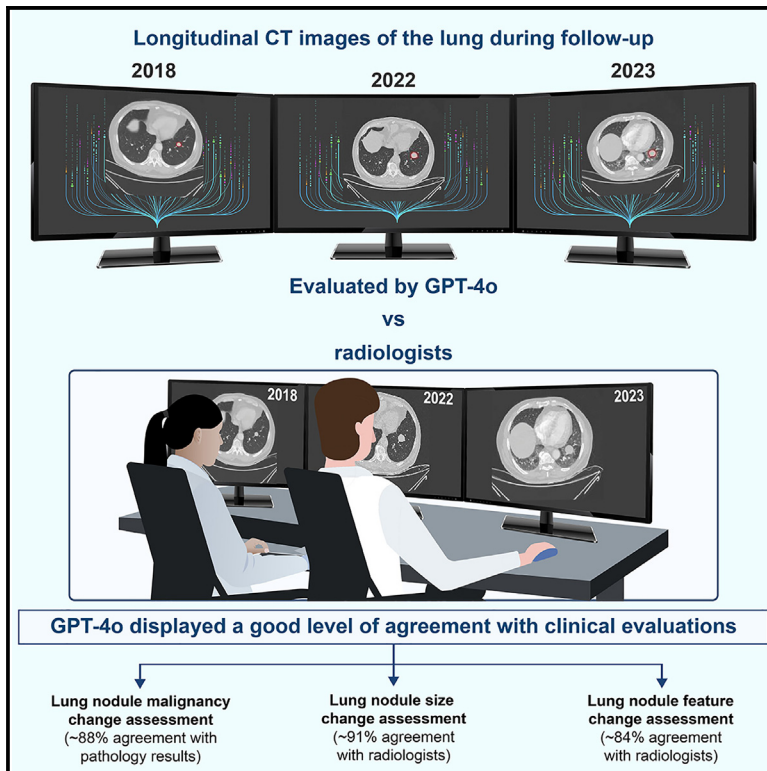 Longitudinal CT images of the lung during follow-up
2018
2022
2023
Evaluated by GPT-4o
vs
radiologists
2018
2022
2023
GPT-4o displayed a good level of agreement with clinical evaluations
Lung nodule malignancy
change assessment
(~88% agreement with
pathology results)
Lung nodule size
change assessment
(~91% agreement
with radiologists)
Lung nodule feature
change assessment
(~84% agreement
with radiologists)